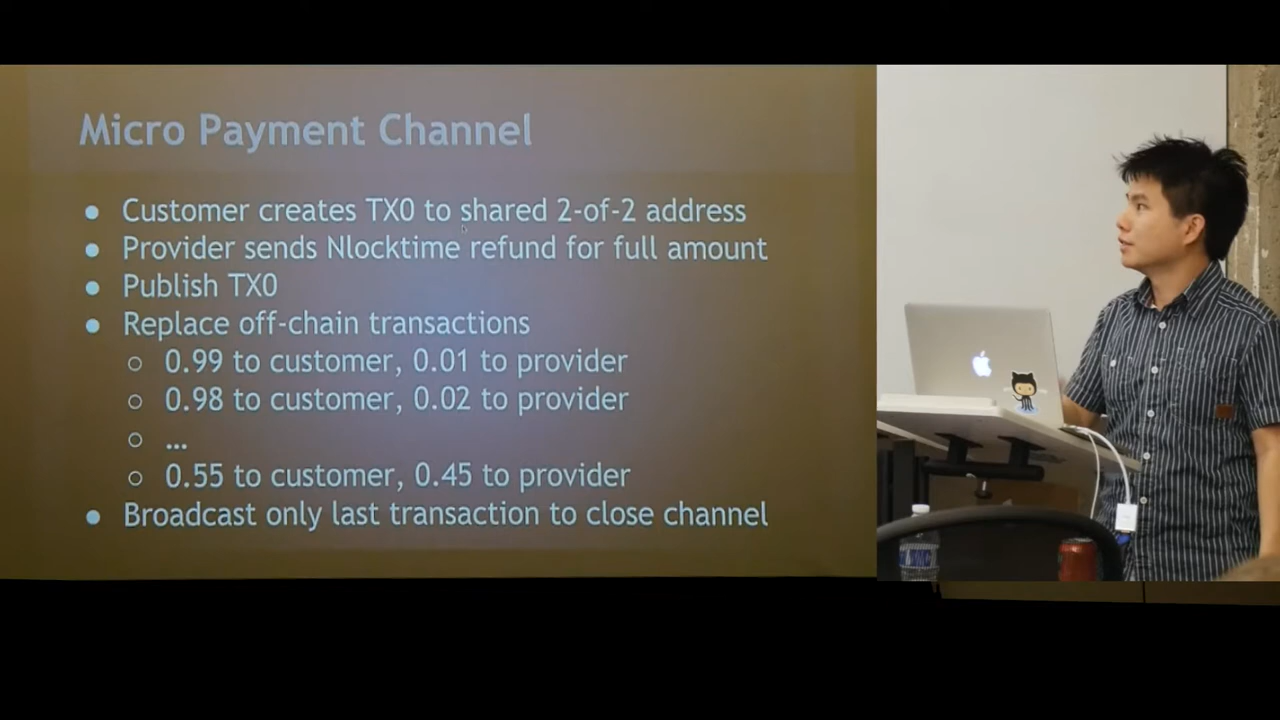 Micro Payment Channel
● Customer creates TX0 to shared 2-of-2 address
● Provider sends Nlocktime refund for full amount
● Publish TX0
● Replace off-chain transactions
○ 0.99 to customer, 0.01 to provider
○ 0.98 to customer, 0.02 to provider
○ ...
○ 0.55 to customer, 0.45 to provider
● Broadcast only last transaction to close channel